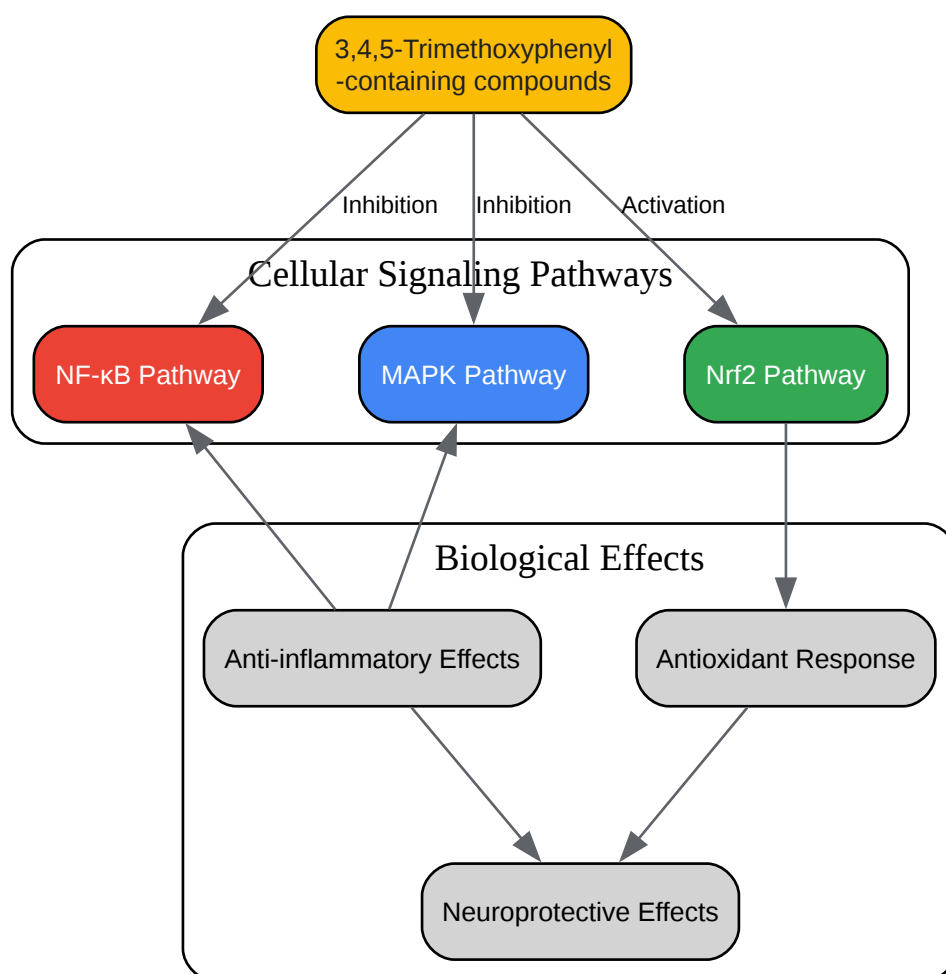 3,4,5-Trimethoxyphenyl
-containing compounds
Inhibition
Inhibition
Activation
Cellular Signaling Pathways
NF-κB Pathway
MAPK Pathway
Nrf2 Pathway
Biological Effects
Anti-inflammatory Effects
Antioxidant Response
Neuroprotective Effects